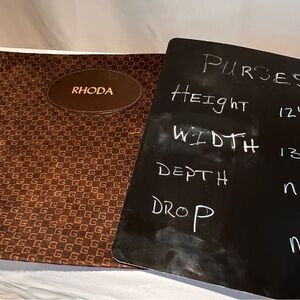 RHODA
PURSES
HEIGHT 12
WIDTH 13
DEPTH N
DROP N